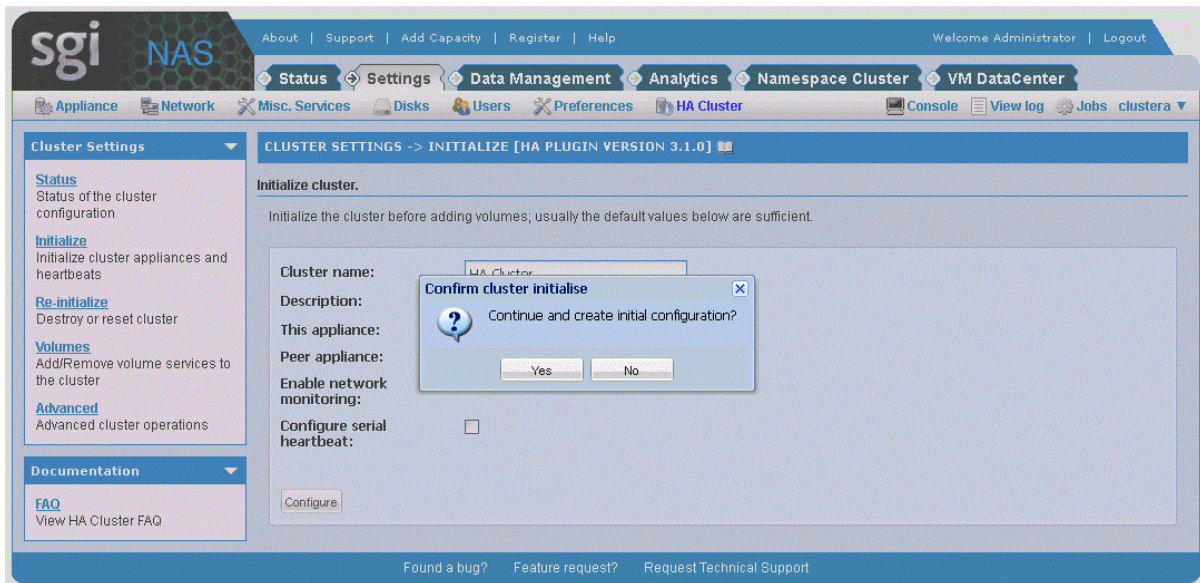 sgi NAS
About | Support | Add Capacity | Register | Help
Welcome Administrator | Logout
Status Settings Data Management Analytics Namespace Cluster VM DataCenter
Appliance Network Misc. Services Disks Users Preferences HA Cluster
Console View log Jobs clustera
Cluster Settings
Status
Status of the cluster
configuration
Initialize
Initialize cluster appliances and
heartbeats
Re-initialize
Destroy or reset cluster
Volumes
Add/Remove volume services to
the cluster
Advanced
Advanced cluster operations
Documentation
FAQ
View HA Cluster FAQ
CLUSTER SETTINGS -> INITIALIZE [HA PLUGIN VERSION 3.1.0]
Initialize cluster.
Initialize the cluster before adding volumes; usually the default values below are sufficient.
Cluster name: HA Cluster
Description:
This appliance:
Peer appliance:
Enable network
monitoring:
Configure serial
heartbeat:
Configure
Confirm cluster initialise
Continue and create initial configuration?
Yes No
Found a bug? Feature request? Request Technical Support